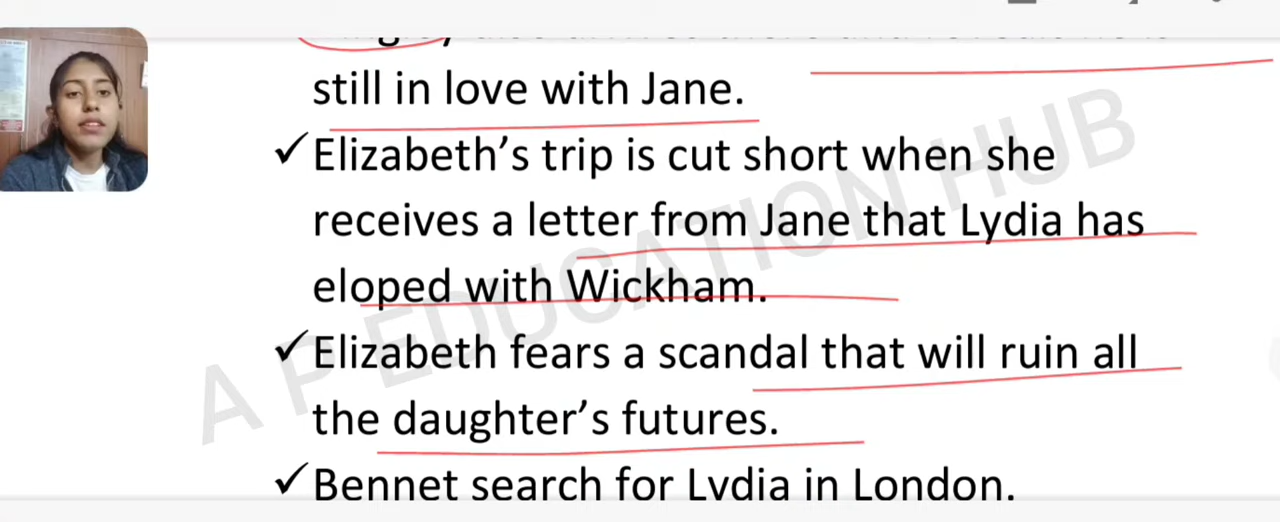 still in love with Jane.
✓Elizabeth's trip is cut short when she
receives a letter from Jane that Lydia has
eloped with Wickham.
✓Elizabeth fears a scandal that will ruin all
the daughter's futures.
✓Bennet search for Lydia in London.
A P EDUCATION HUB